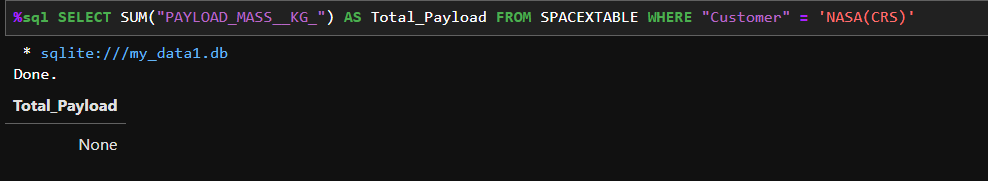 %sql SELECT SUM("PAYLOAD_MASS__KG_") AS Total_Payload FROM SPACEXTABLE WHERE "Customer" = 'NASA(CRS)'
* sqlite:///my_data1.db
Done.
Total_Payload
None